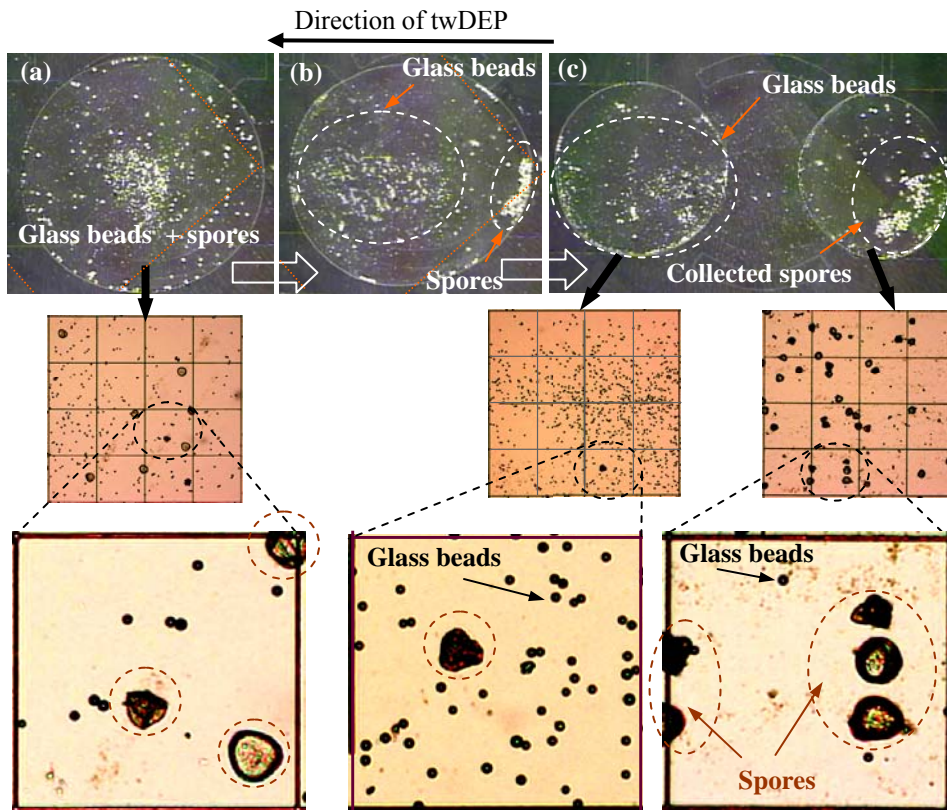 Direction of twDEP
(a)
(b)
(c)
Glass beads
Glass beads
Glass beads + spores
Spores
Collected spores
Glass beads
Glass beads
Spores